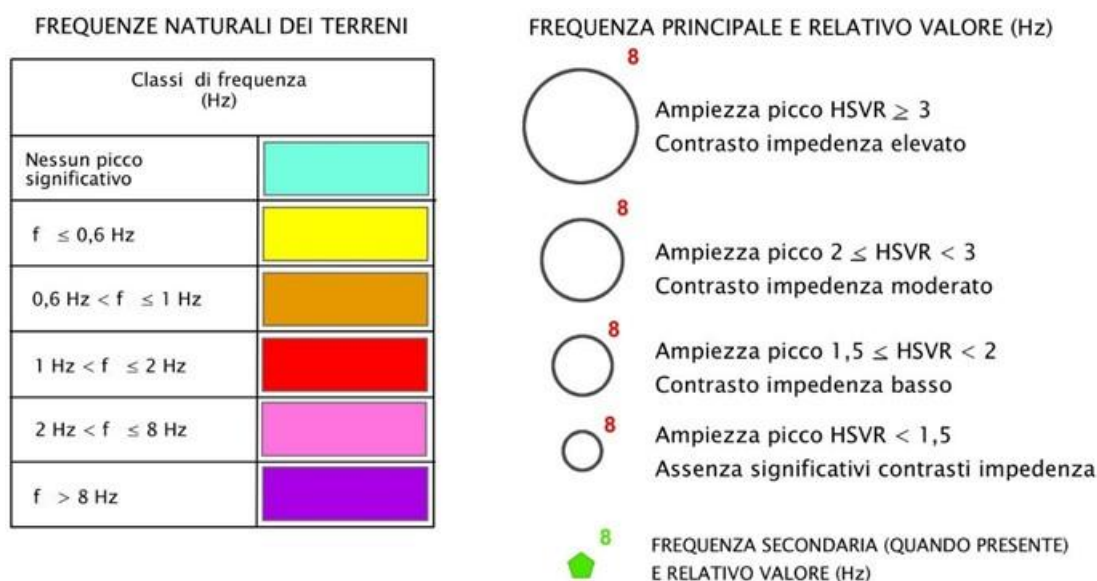 FREQUENZE NATURALI DEI TERRENI
Classi di frequenza
(Hz)
Nessun picco
significativo
f ≤ 0,6 Hz
0,6 Hz < f ≤ 1 Hz
1 Hz < f ≤ 2 Hz
2 Hz < f ≤ 8 Hz
f > 8 Hz
FREQUENZA PRINCIPALE E RELATIVO VALORE (Hz)
8
Ampiezza picco HSVR ≥ 3
Contrasto impedenza elevato
8
Ampiezza picco 2 ≤ HSVR < 3
Contrasto impedenza moderato
8
Ampiezza picco 1,5 ≤ HSVR < 2
Contrasto impedenza basso
8
Ampiezza picco HSVR < 1,5
Assenza significativi contrasti impedenza
8
FREQUENZA SECONDARIA (QUANDO PRESENTE)
E RELATIVO VALORE (Hz)